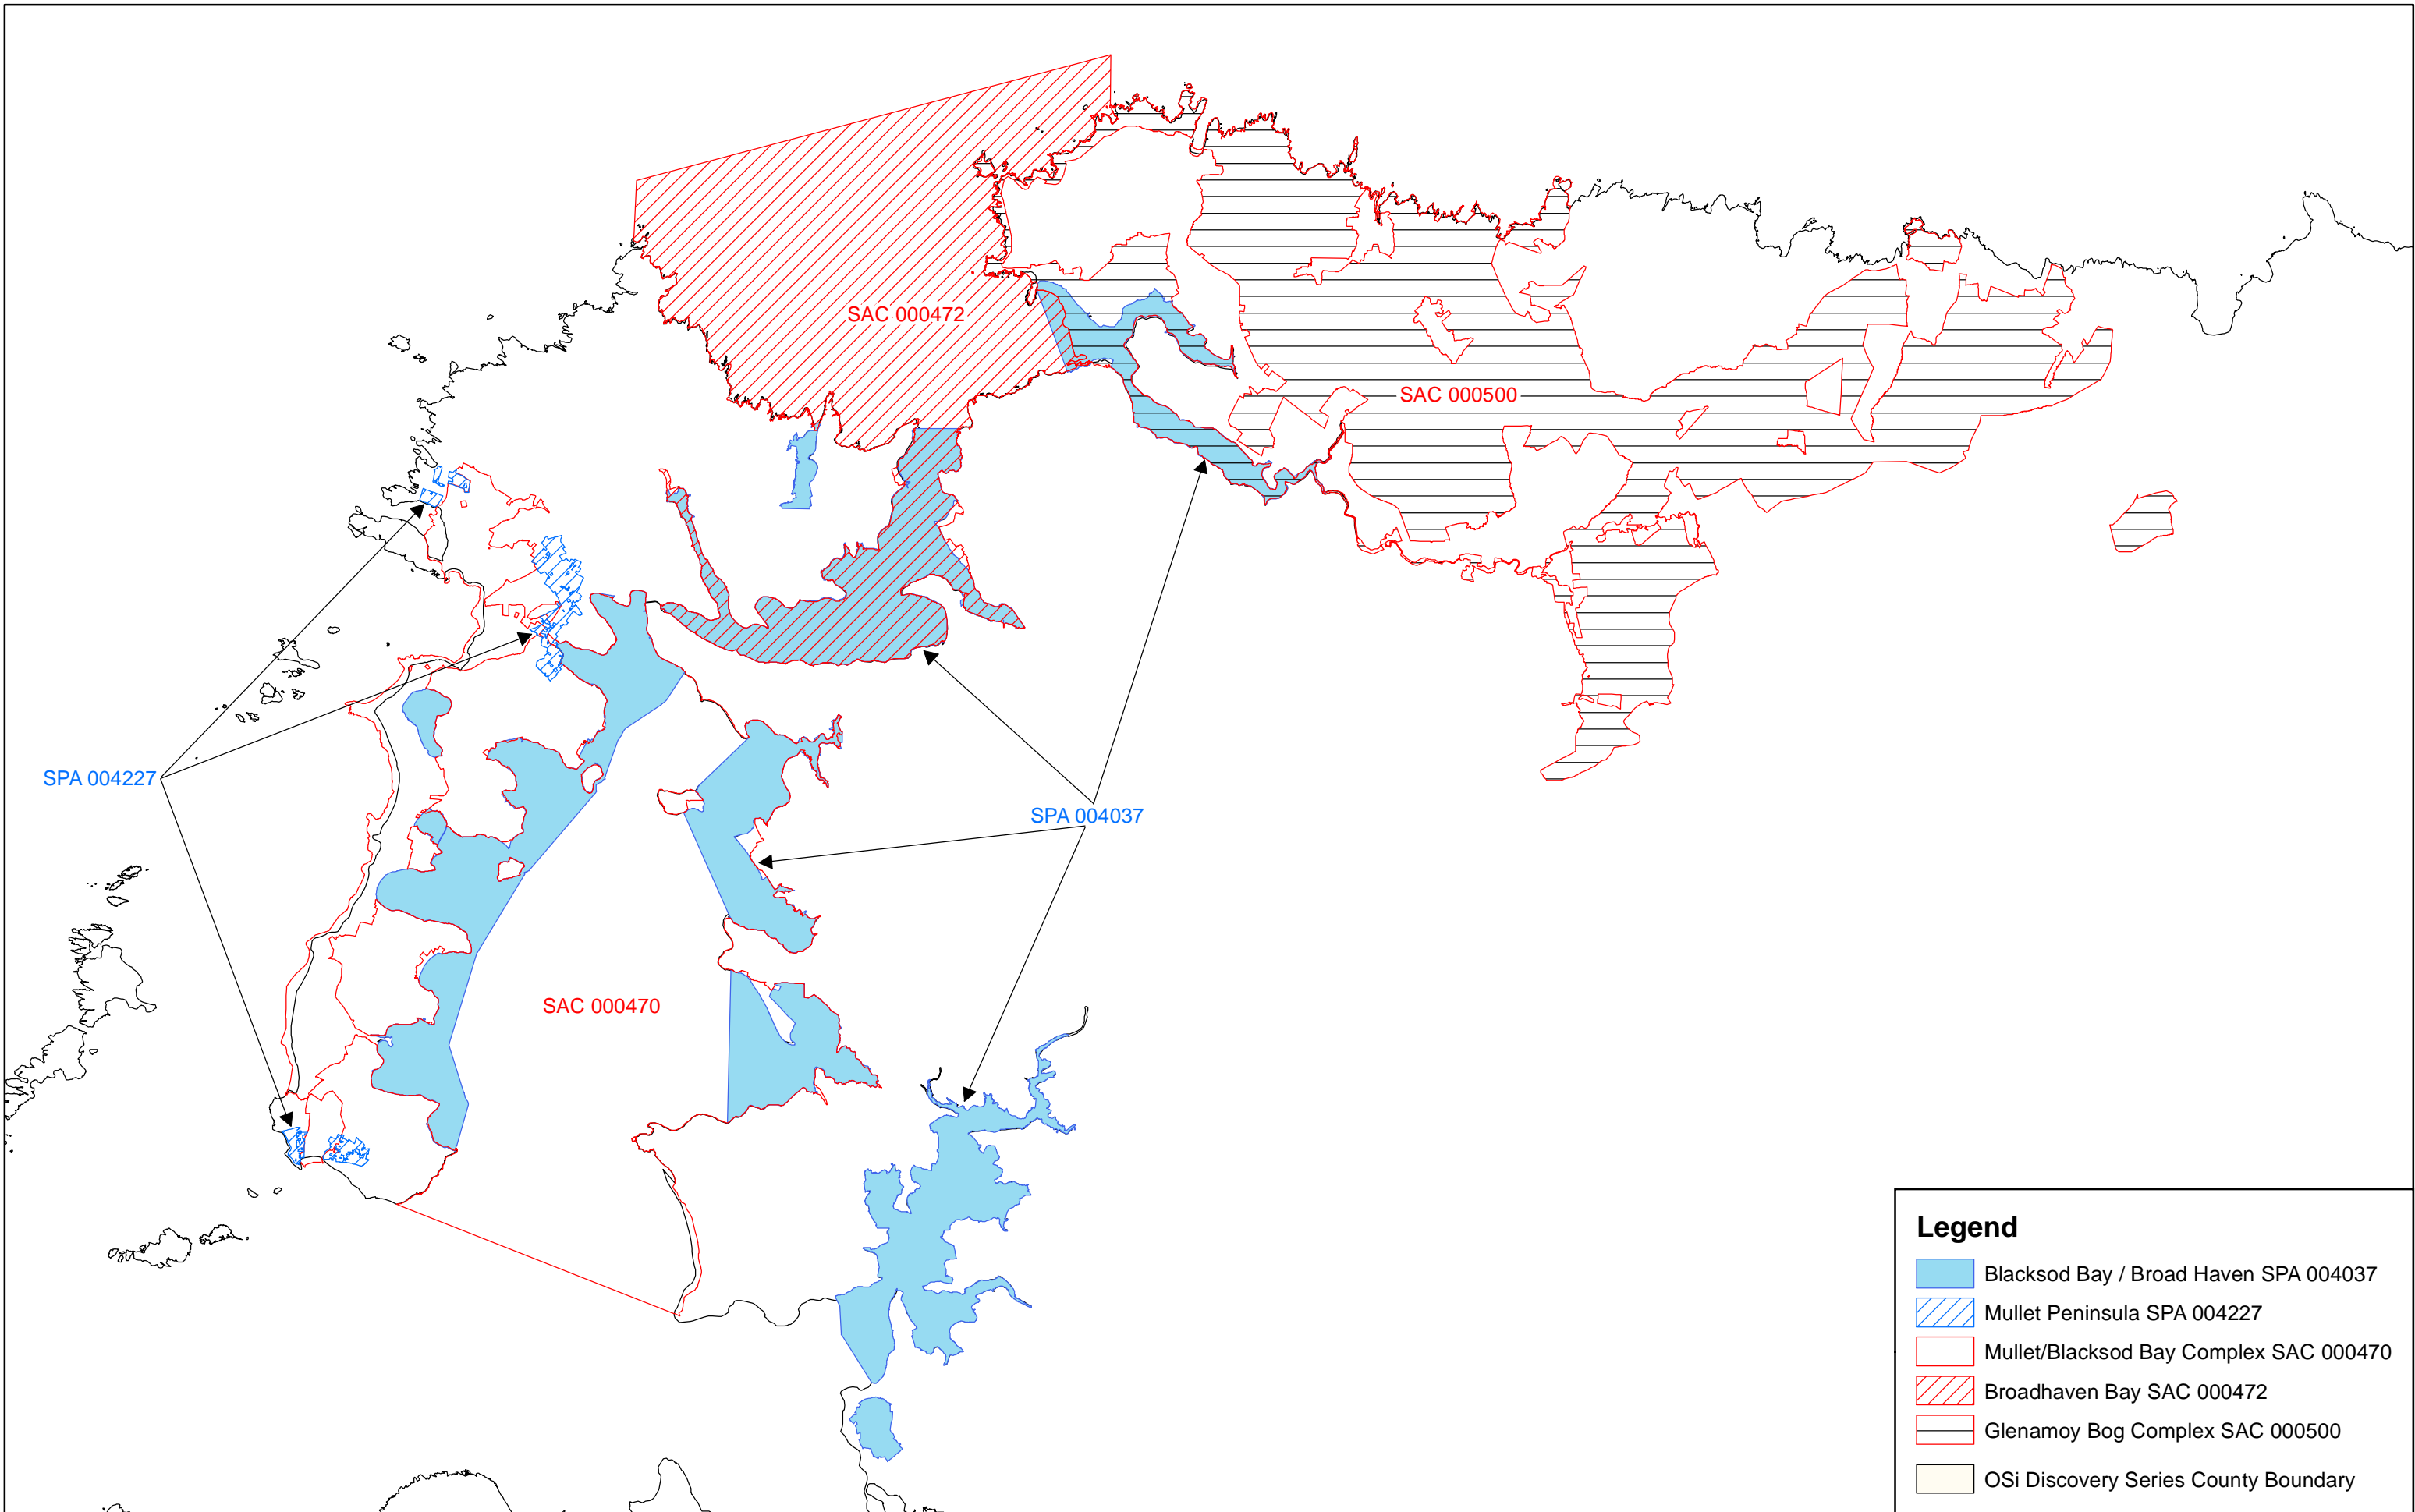 SAC 000472
SAC 000500
SPA 004227
SPA 004037
SAC 000470
Legend
Blacksod Bay / Broad Haven SPA 004037
Mullet Peninsula SPA 004227
Mullet/Blacksod Bay Complex SAC 000470
Broadhaven Bay SAC 000472
Glenamoy Bog Complex SAC 000500
OSi Discovery Series County Boundary